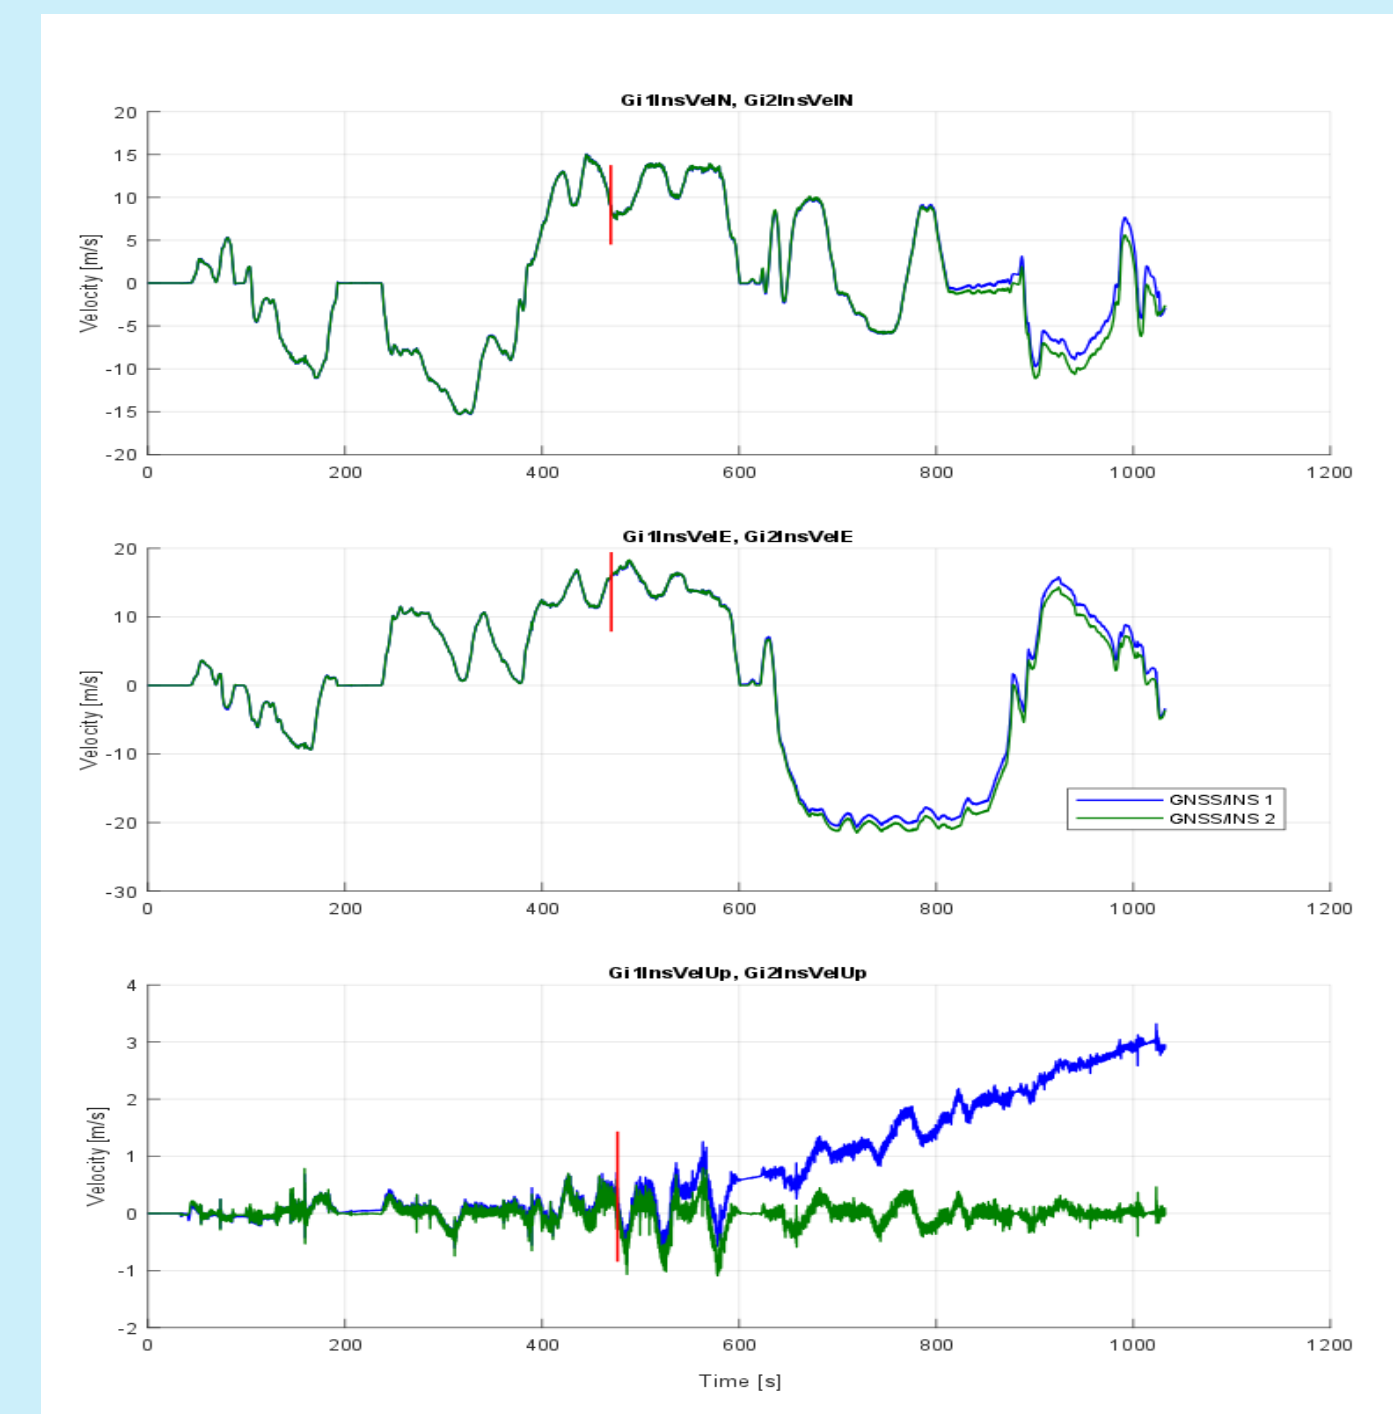 Gi1InsVelN, Gi2InsVelN
20
15
10
5
0
-5
-10
-15
-20
Velocity [m/s]
0 200 400 600 800 1000 1200
Gi1InsVelE, Gi2InsVelE
20
10
0
-10
-20
-30
Velocity [m/s]
GNSS/INS 1
GNSS/INS 2
0 200 400 600 800 1000 1200
Gi1InsVelUp, Gi2InsVelUp
4
3
2
1
0
-1
-2
Velocity [m/s]
0 200 400 600 800 1000 1200
Time [s]